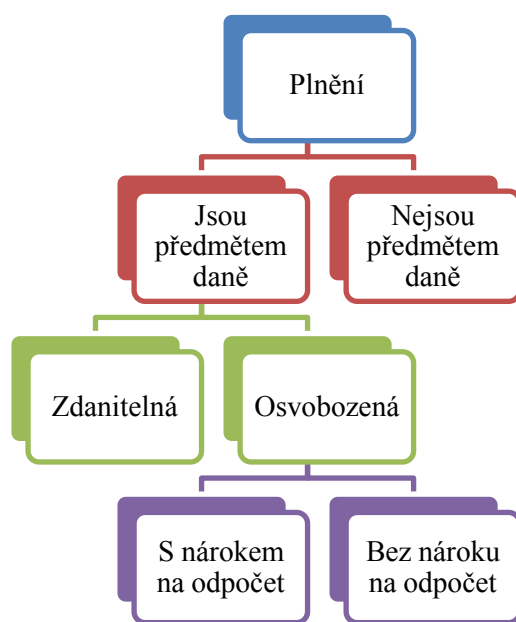 Plnění
Jsou
předmětem
daně
Nejsou
předmětem
daně
Zdanitelná
Osvobozená
S nárokem
na odpočet
Bez nároku
na odpočet